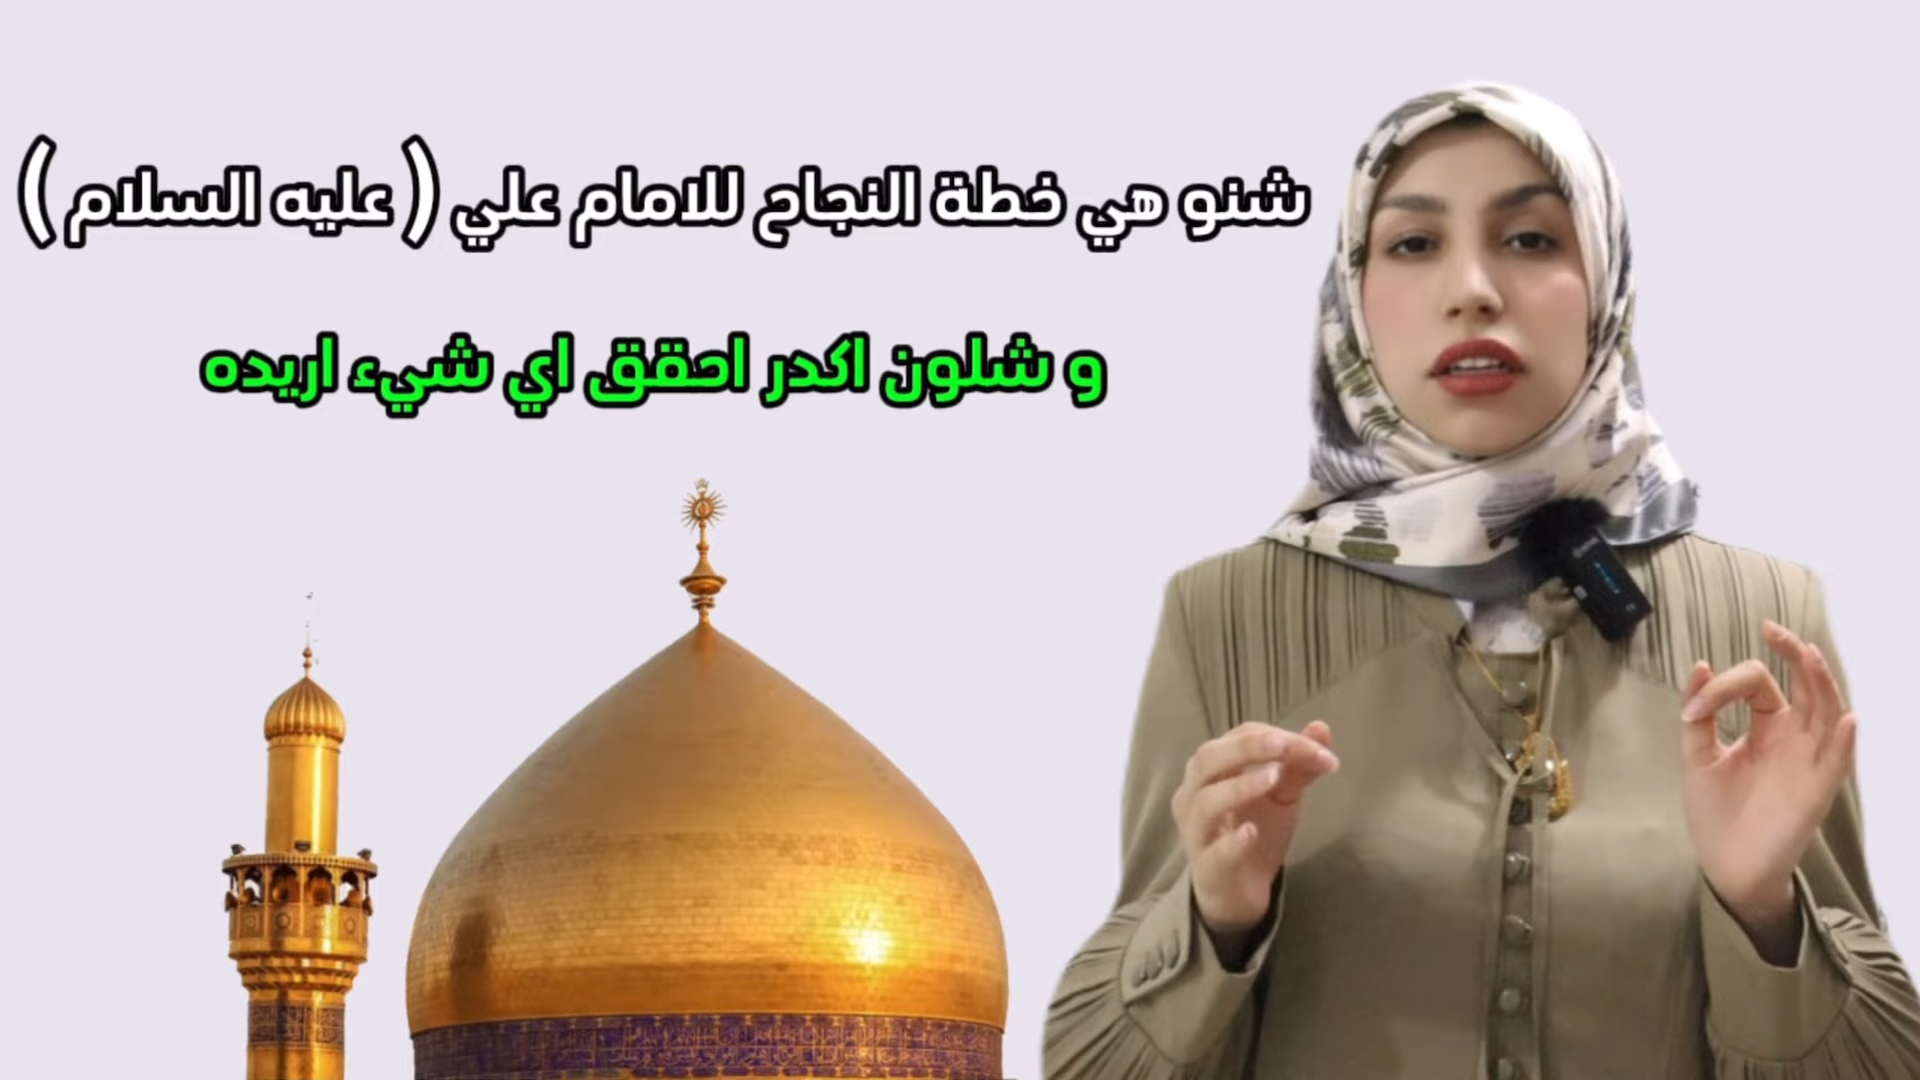 شنو هي خطة النجاح للامام علي ( عليه السلام )
و شلون اكدر احقق اي شيء اريده